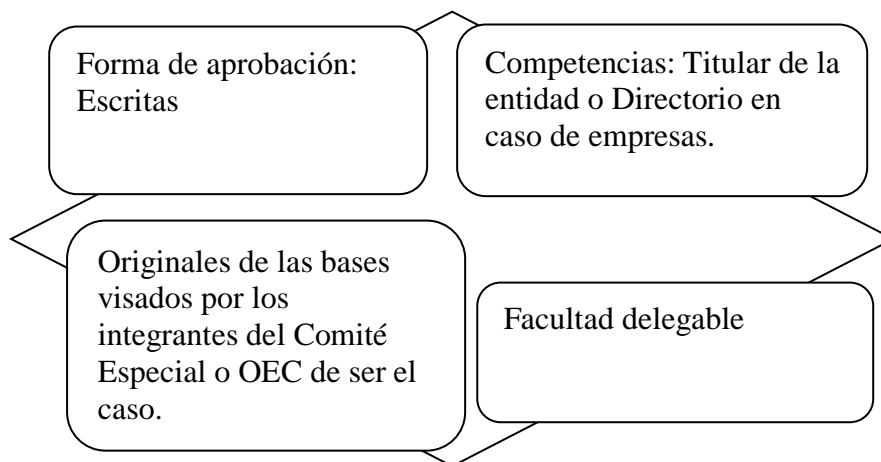 Forma de aprobación:
Escritas
Competencias: Titular de la
entidad o Directorio en
caso de empresas.
Originales de las bases
visados por los
integrantes del Comité
Especial o OEC de ser el
caso.
Facultad delegable